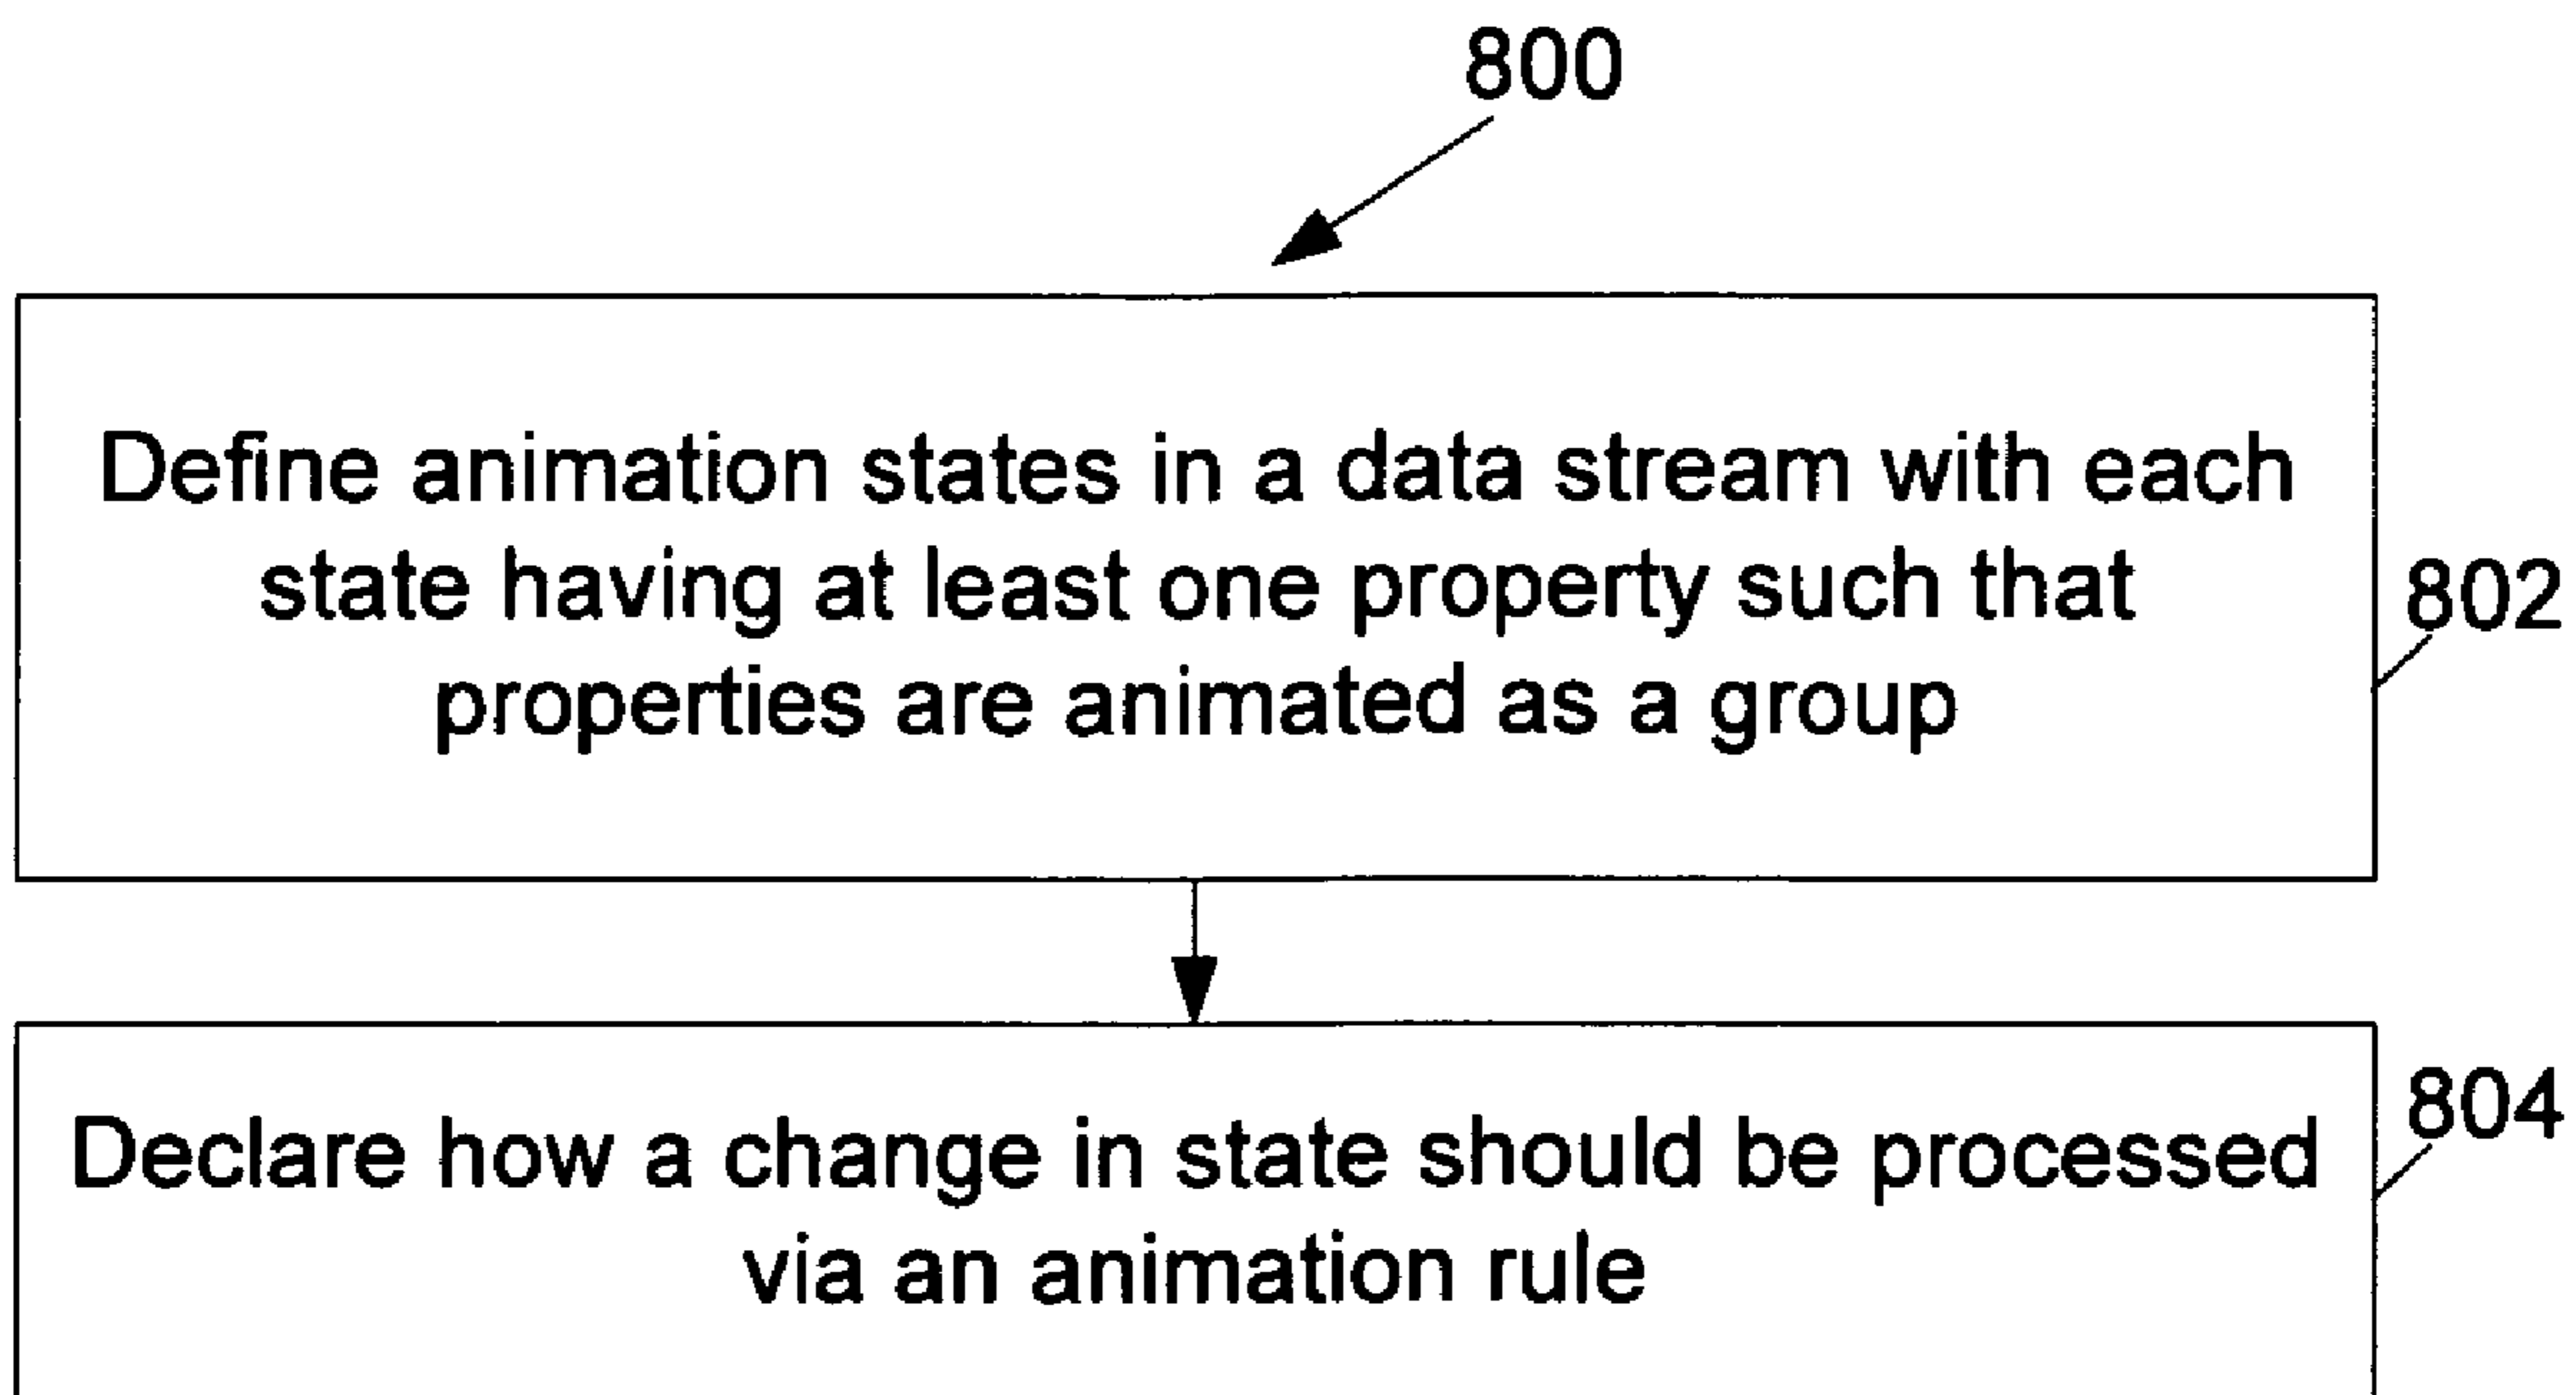 800
Define animation states in a data stream with each
state having at least one property such that
properties are animated as a group
802
Declare how a change in state should be processed
via an animation rule
804